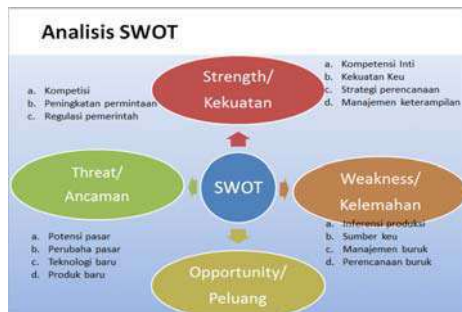 Analisis SWOT
a. Kompetisi
b. Peningkatan permintaan
c. Regulasi pemerintah
Strength/
Kekuatan
a. Kompetensi Inti
b. Kekuatan Keu
c. Strategi perencanaan
d. Manajemen keterampilan
Threat/
Ancaman
SWOT
Weakness/
Kelemahan
a. Potensi pasar
b. Perubaha pasar
c. Teknologi baru
d. Produk baru
Opportunity/
Peluang
a. Inferensi produksi
b. Sumber keu
c. Manajemen buruk
d. Perencanaan buruk